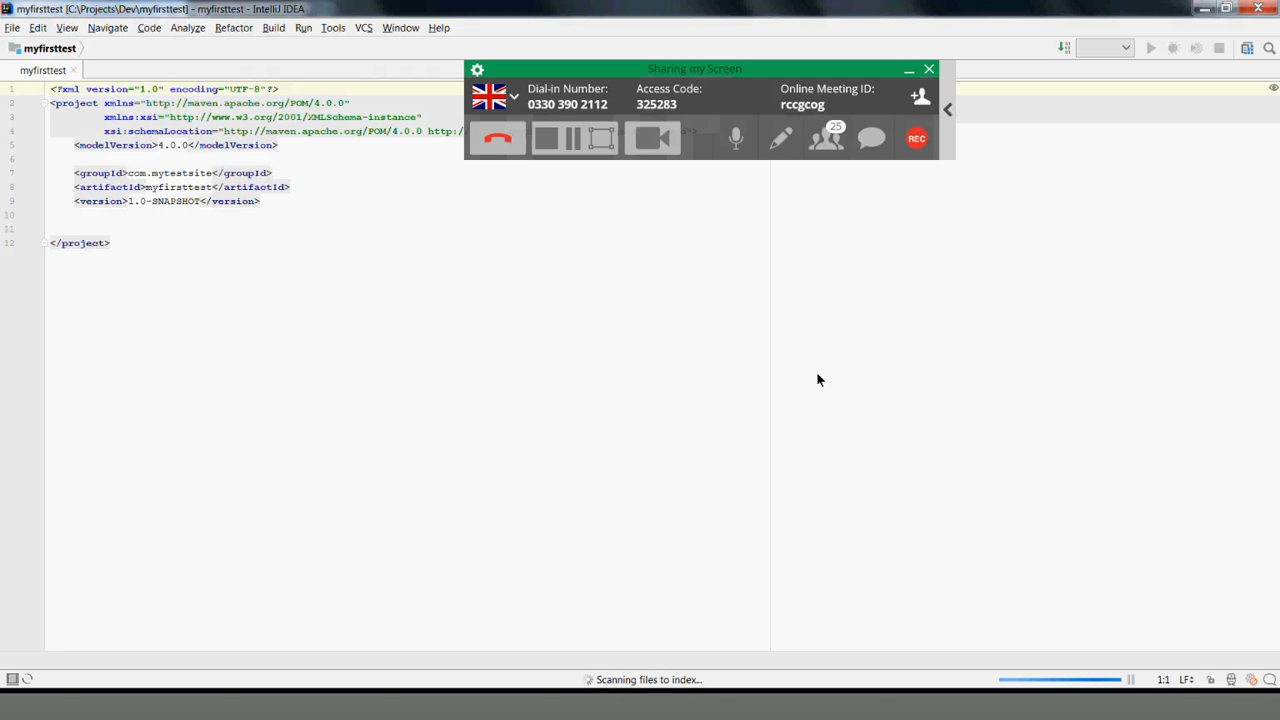 myfirsttest [C:\Projects\Dev\myfirsttest] - myfirsttest - IntelliJ IDEA
File Edit View Navigate Code Analyze Refactor Build Run Tools VCS Window Help
myfirsttest
myfirsttest
Sharing my Screen
Dial-in Number: Access Code: Online Meeting ID:
0330 390 2112 325283 rccgcog
25
REC
1 <?xml version="1.0" encoding="UTF-8"?>
2 <project xmlns="http://maven.apache.org/POM/4.0.0"
3 xmlns:xsi="http://www.w3.org/2001/XMLSchema-instance"
4 xsi:schemaLocation="http://maven.apache.org/POM/4.0.0 http:/
5 <modelVersion>4.0.0</modelVersion>
6
7 <groupId>com.mytestsite</groupId>
8 <artifactId>myfirsttest</artifactId>
9 <version>1.0-SNAPSHOT</version>
10
11
12 </project>
Scanning files to index...
1:1 LF